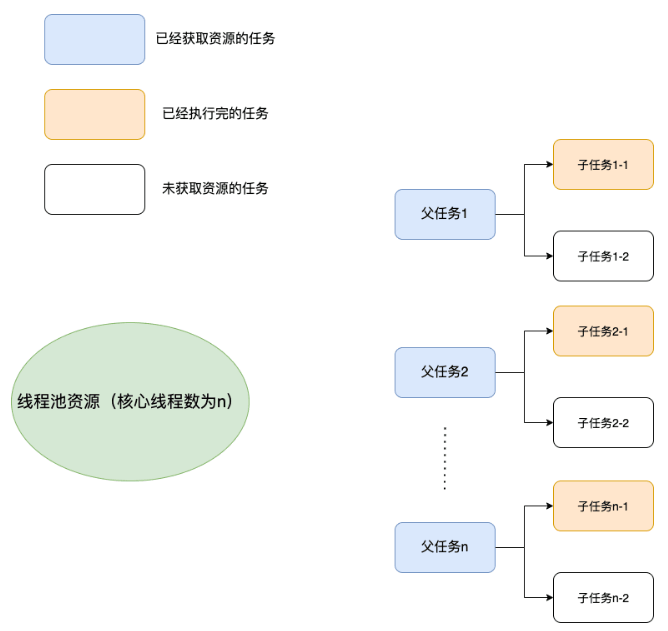 已经获取资源的任务
已经执行完的任务
未获取资源的任务
子任务1-1
父任务1
子任务1-2
子任务2-1
父任务2
线程池资源（核心线程数为n）
子任务2-2
子任务n-1
父任务n
子任务n-2